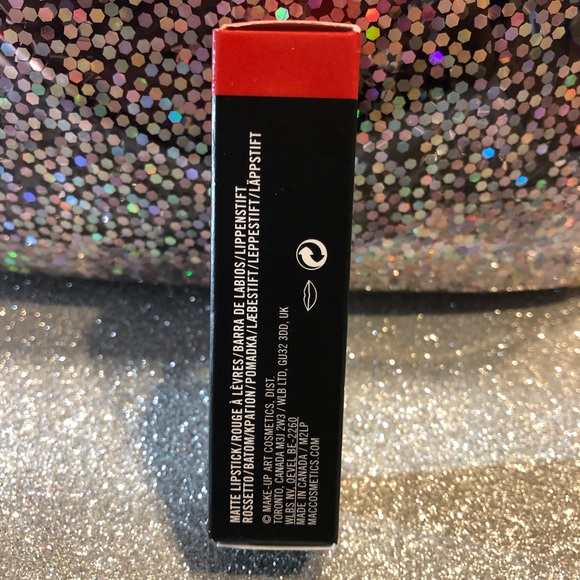 MATTE LIPSTICK/ROUGE À LÈVRES/BARRA DE LABIOS/LIPPENSTIFT
ROSSETTO/BATOM/КРАГІОN/POMADKA/LÆBESTIFT/LEPPESTIFT/LÄPPSTIFT
© MAKE-UP ART COSMETICS, DIST.
TORONTO, CANADA M3J 2W3 / WLB LTD, GU32 3DD, UK
WLBS NV, OEVEL BE-2260
MADE IN CANADA / M2LP
MACCOSMETICS.COM